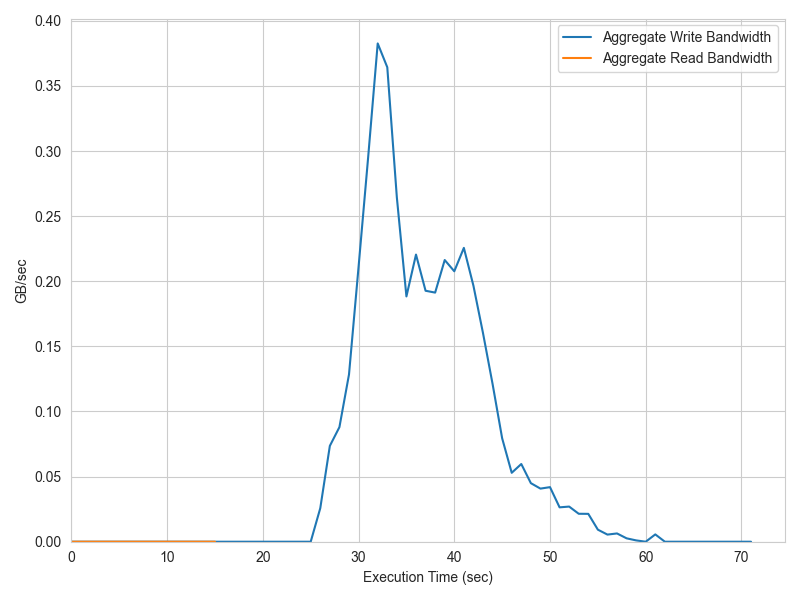 0.40
Aggregate Write Bandwidth
Aggregate Read Bandwidth
0.35
0.30
0.25
0.20
GB/sec
0.15
0.10
0.05
0.00
0 10 20 30 40 50 60 70
Execution Time (sec)